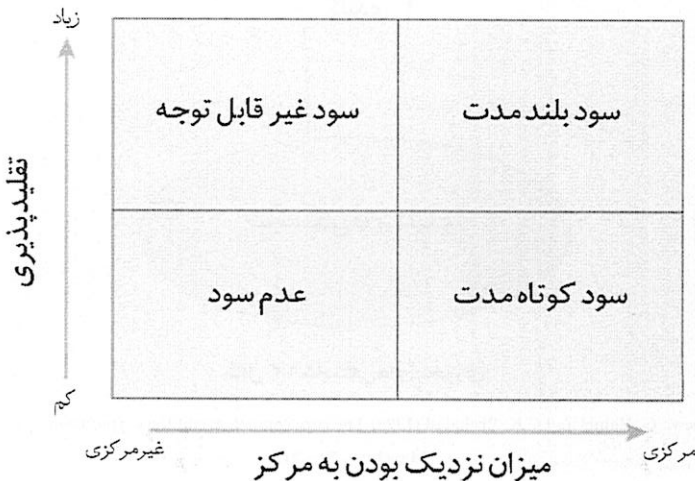 زیاد
سود بلند مدت
سود غیر قابل توجه
تقلیدپذیری
سود کوتاه مدت
عدم سود
کم
مرکزی
غیرمرکزی
میزان نزدیک بودن به مرکز